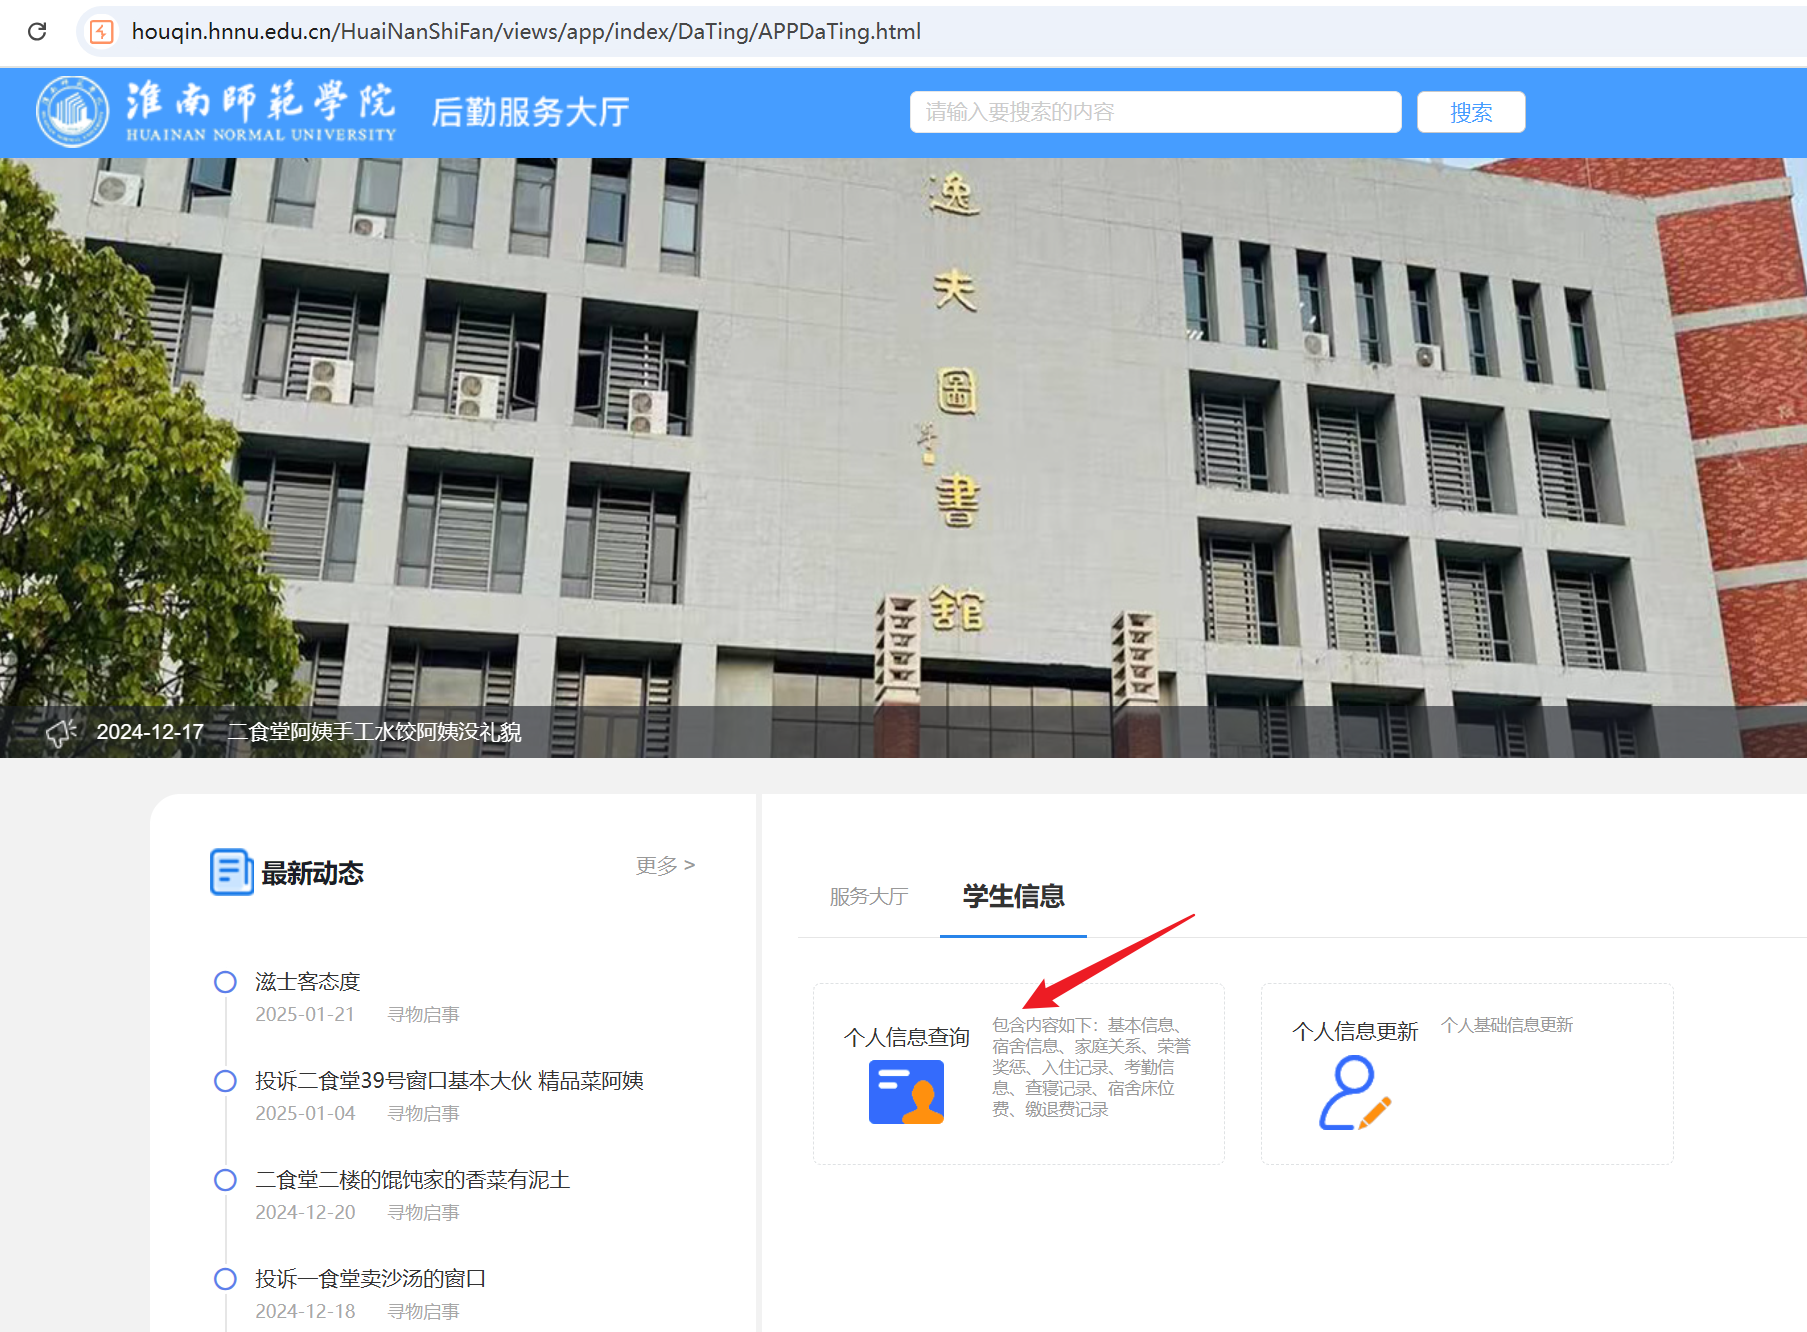 houqin.hnnu.edu.cn/HuaiNanShiFan/views/app/index/DaTing/APPDaTing.html
淮南師範學院
HUAINAN NORMAL UNIVERSITY
后勤服务大厅
请输入要搜索的内容
搜索
逸
夫
圖
書
館
2024-12-17 二食堂阿姨手工水饺阿姨没礼貌
最新动态
更多 >
滋士客态度
2025-01-21 寻物启事
投诉二食堂39号窗口基本大伙 精品菜阿姨
2025-01-04 寻物启事
二食堂二楼的馄饨家的香菜有泥土
2024-12-20 寻物启事
投诉一食堂卖沙汤的窗口
2024-12-18 寻物启事
服务大厅 学生信息
个人信息查询
包含内容如下：基本信息、
宿舍信息、家庭关系、荣誉
奖惩、入住记录、考勤信
息、查寝记录、宿舍床位
费、缴退费记录
个人信息更新
个人基础信息更新